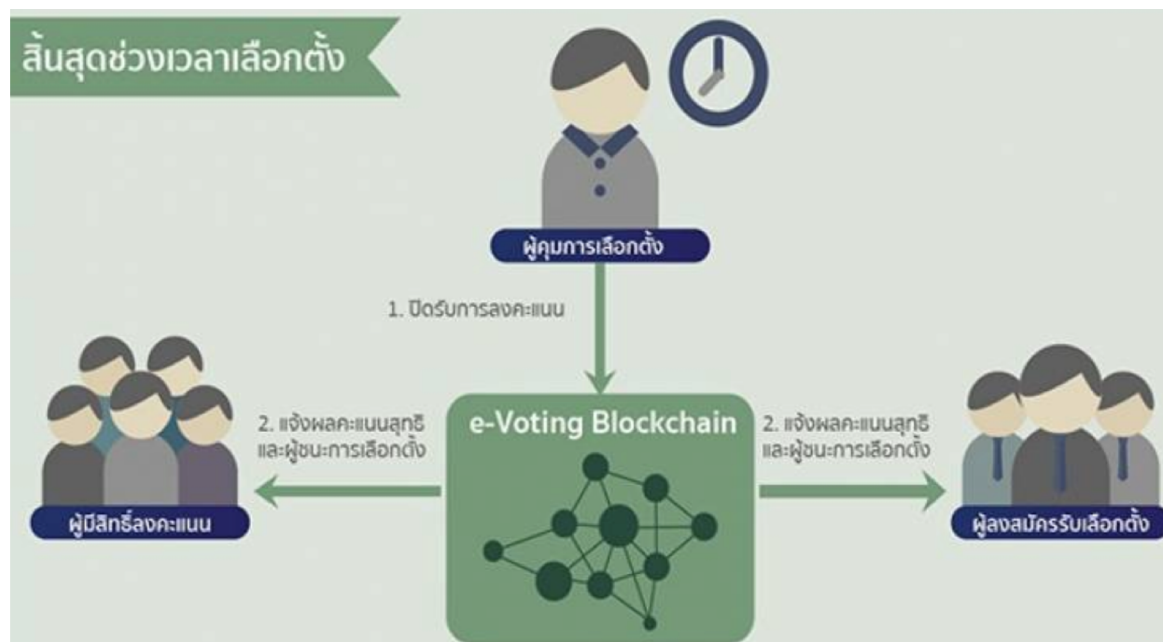 สิ้นสุดช่วงเวลาเลือกตั้ง
ผู้คุมการเลือกตั้ง
1. ปิดรับการลงคะแนน
e-Voting Blockchain
2. แจ้งผลคะแนนสุทธิ
และผู้ชนะการเลือกตั้ง
2. แจ้งผลคะแนนสุทธิ
และผู้ชนะการเลือกตั้ง
ผู้มีสิทธิ์ลงคะแนน
ผู้ลงสมัครรับเลือกตั้ง